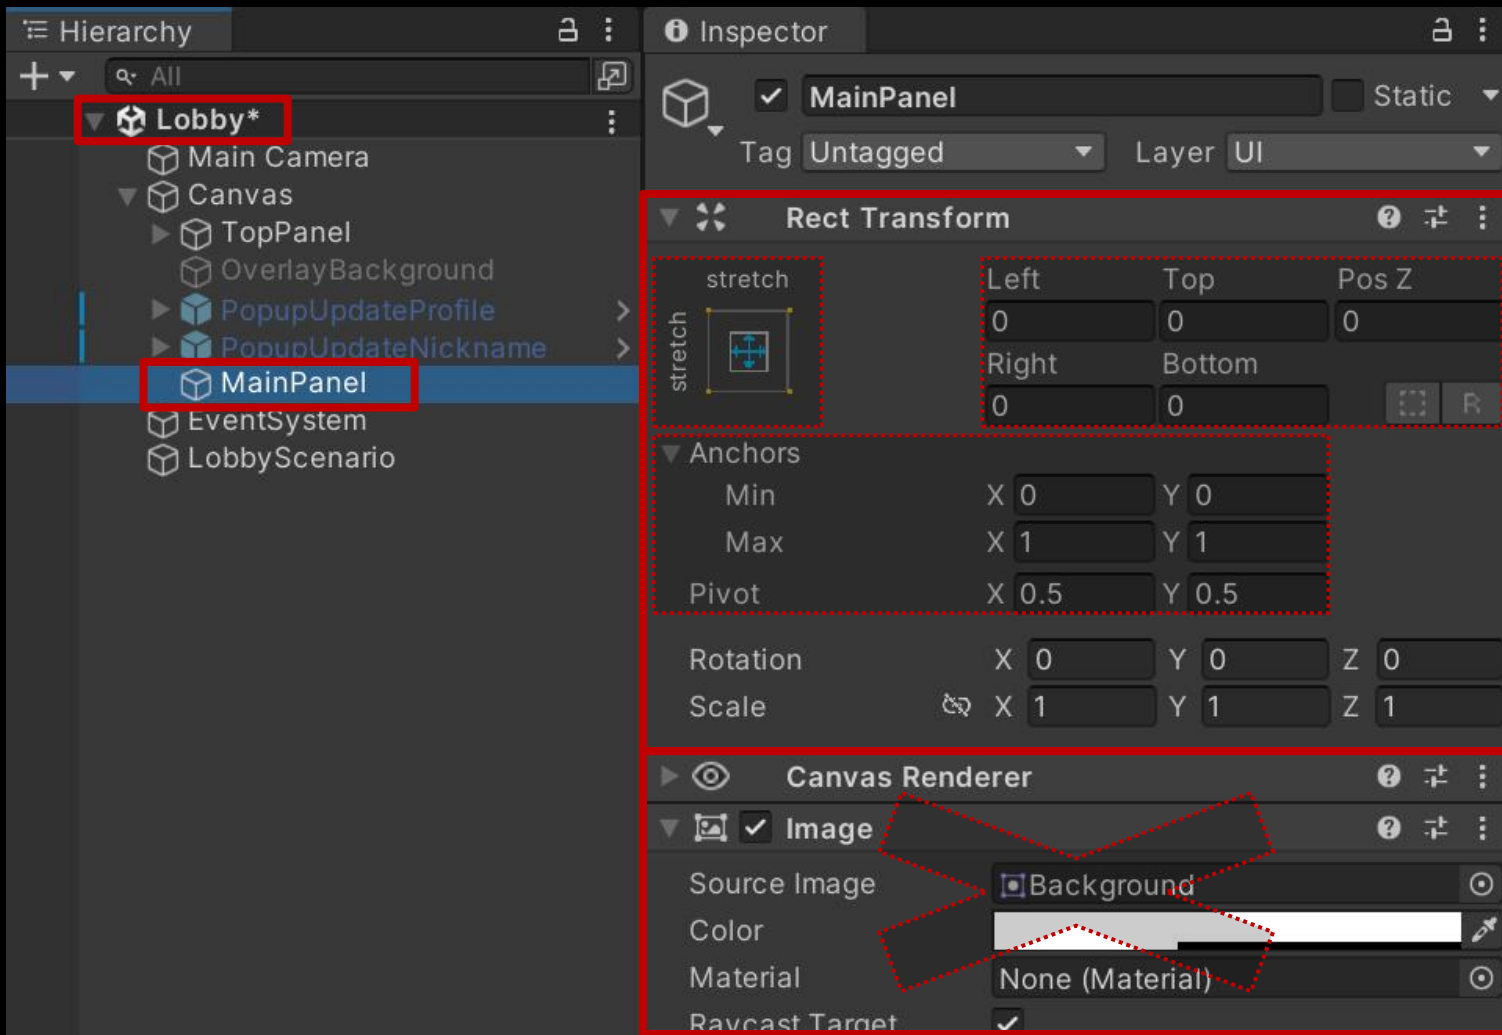 Hierarchy
All
Lobby*
Main Camera
Canvas
TopPanel
OverlayBackground
PopupUpdateProfile
PopupUpdateNickname
MainPanel
EventSystem
LobbyScenario
Inspector
MainPanel Static
Tag Untagged Layer UI
Rect Transform
stretch
stretch
Left Top Pos Z
0 0 0
Right Bottom
0 0 R
Anchors
Min X 0 Y 0
Max X 1 Y 1
Pivot X 0.5 Y 0.5
Rotation X 0 Y 0 Z 0
Scale X 1 Y 1 Z 1
Canvas Renderer
Image
Source Image Background
Color
Material None (Material)
Raycast Target